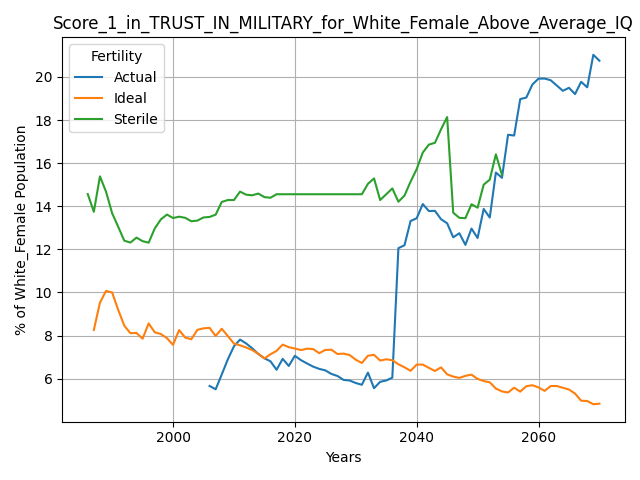 Score_1_in_TRUST_IN_MILITARY_for_White_Female_Above_Average_IQ
Fertility
Actual
Ideal
Sterile
% of White_Female Population
20
18
16
14
12
10
8
6
2000
2020
2040
2060
Years